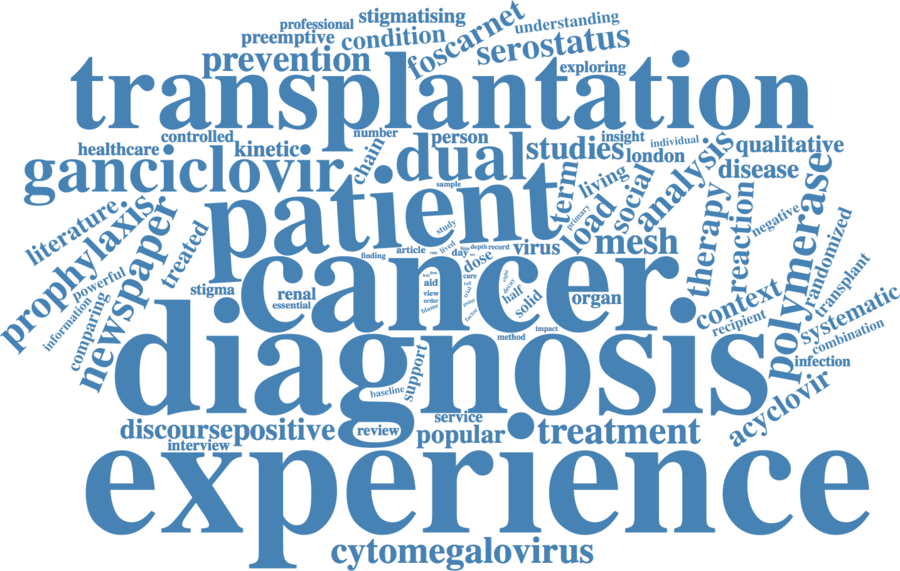 professional
stigmatising
foscarnet
understanding
preemptive
condition
serostatus
prevention
exploring
transplantation
controlled
number
person
insight
individual
healthcare
kinetic
chain
dual
studies
london
analysis
qualitative
ganciclovir
sample
term
living
social
disease
literature
prophylaxis
newspaper
treated
patient
study
primary
load
therapy
reaction
negative
polymerase
randomized
transplant
finding
article
lived
day
depth
record
virus
mesh
powerful
information
comparing
stigma
renal
essential
cancer
aid
view
order
dose
care
half
solid
organ
context
recipient
systematic
combination
infection
method
impact
diagnosis
baseline
support
acyclovir
discourse
positive
interview
review
service
popular
treatment
experience
cytomegalovirus